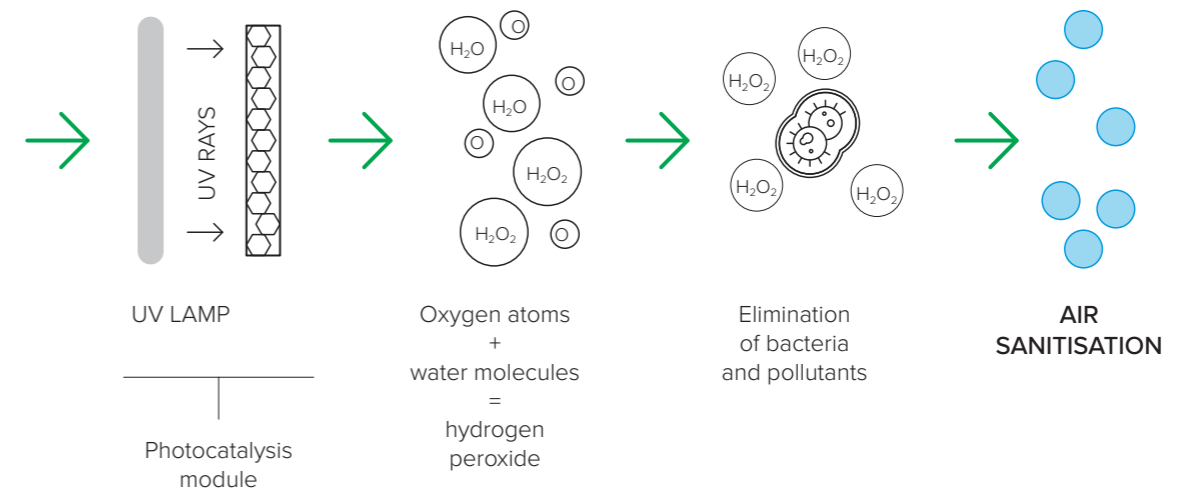 UV RAYS
H₂O
O
O
H₂O
O
H₂O₂
H₂O₂
O
H₂O₂
H₂O₂
H₂O₂
H₂O₂
UV LAMP
Photocatalysis
module
Oxygen atoms
+
water molecules
=
hydrogen
peroxide
Elimination
of bacteria
and pollutants
AIR
SANITISATION